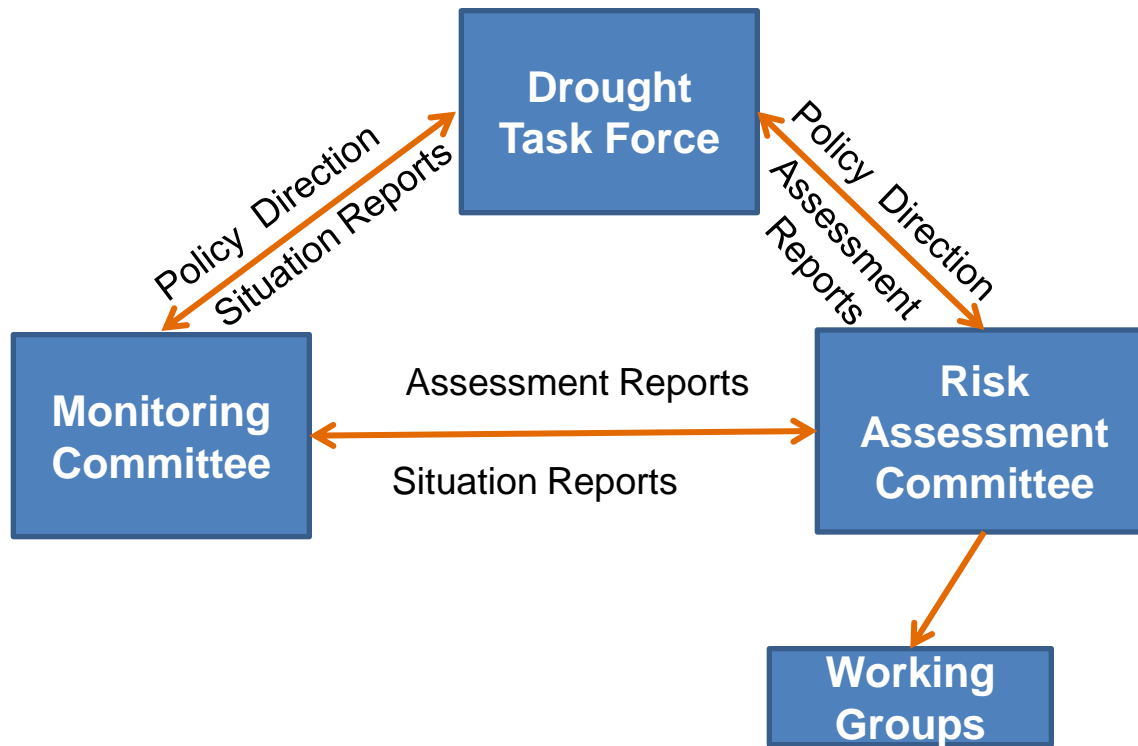 Drought
Task Force
Policy Direction
Situation Reports
Policy Direction
Assessment
Reports
Monitoring
Committee
Assessment Reports
Situation Reports
Risk
Assessment
Committee
Working
Groups